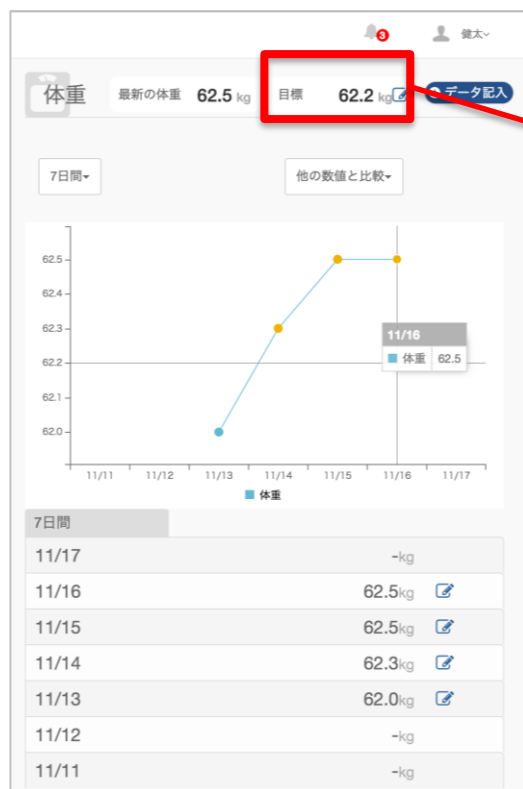 3 健太
体重 最新の体重 62.5 kg 目標 62.2 kg データ記入
7日間 他の数値と比較
62.5
62.4
62.3
11/16
体重 62.5
62.2
62.1
62.0
11/11 11/12 11/13 11/14 11/15 11/16 11/17
体重
7日間
11/17 -kg
11/16 62.5kg
11/15 62.5kg
11/14 62.3kg
11/13 62.0kg
11/12 -kg
11/11 -kg